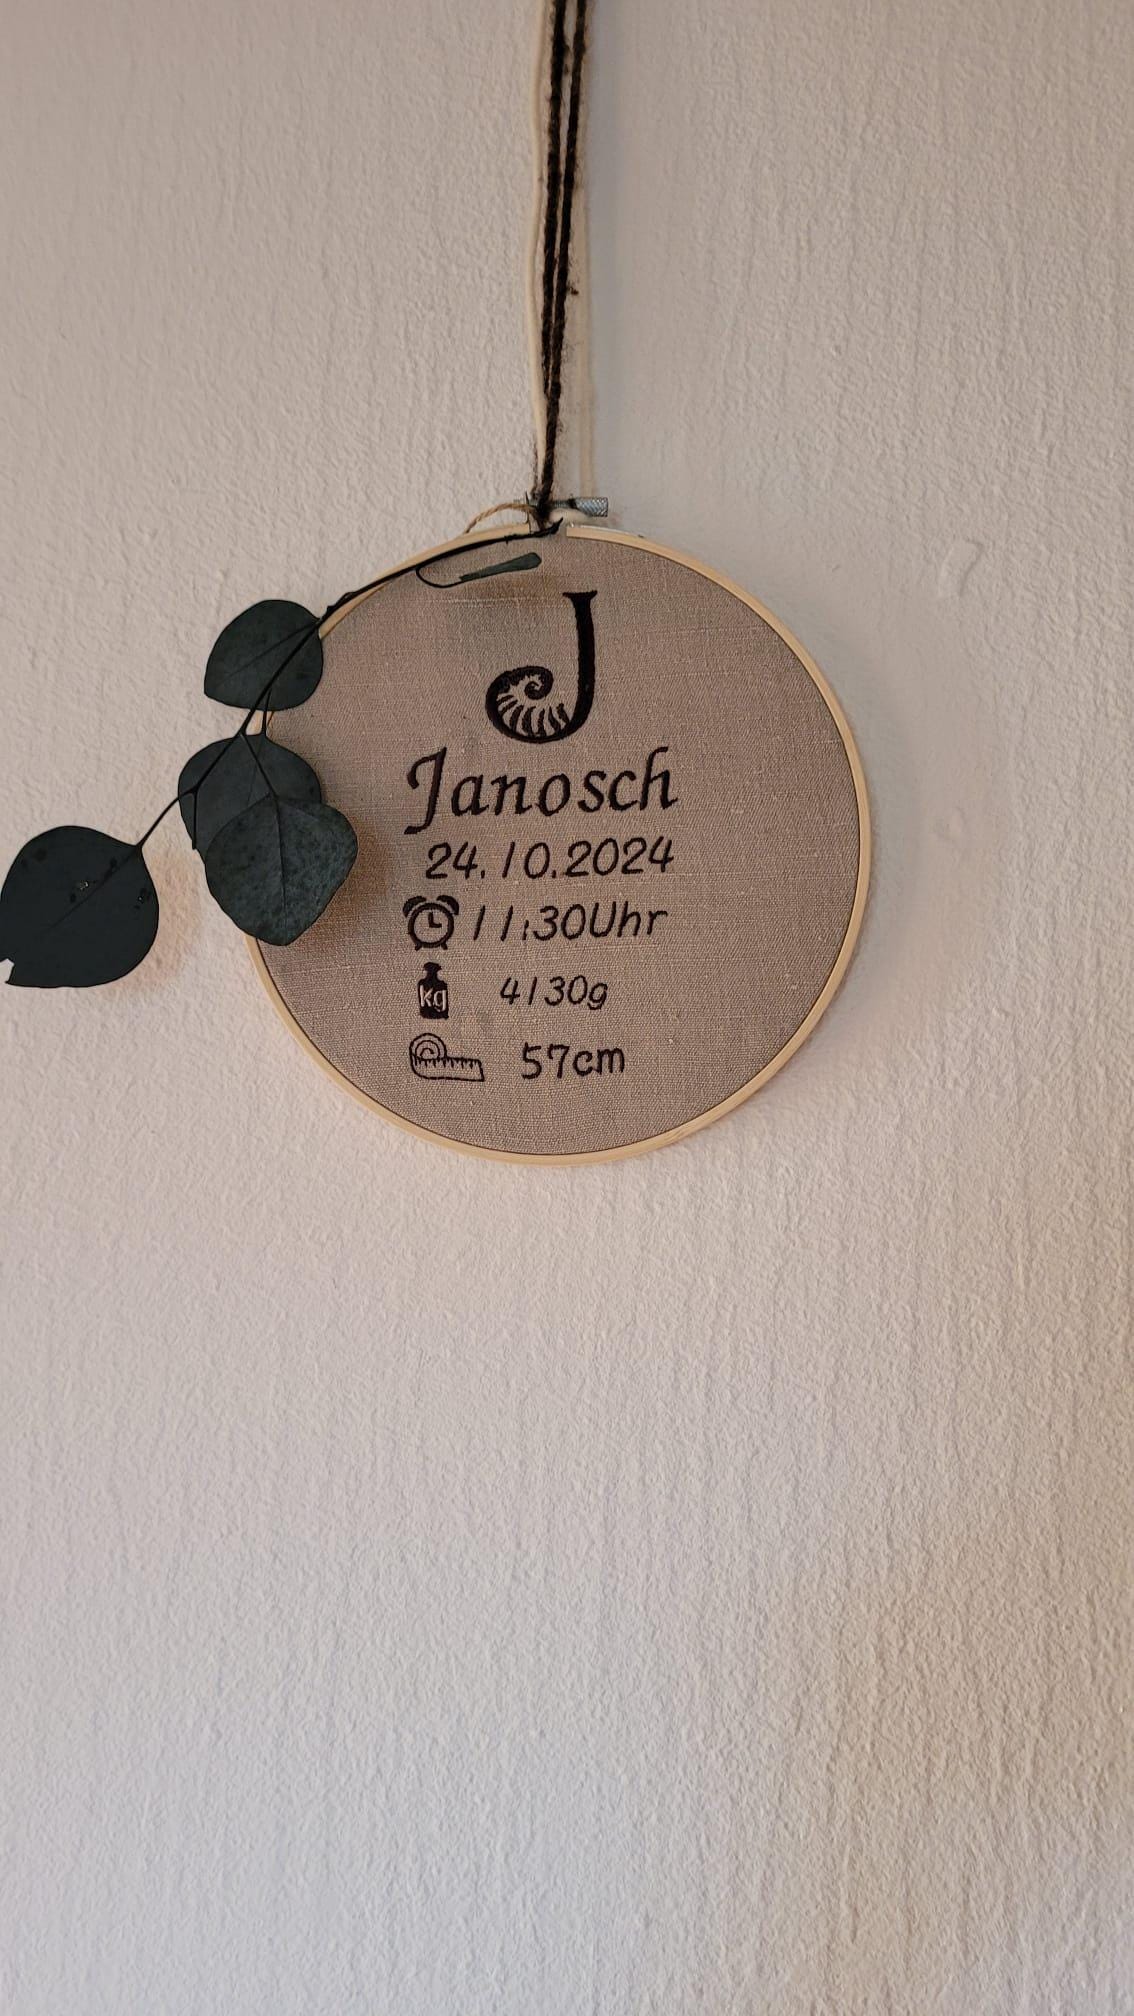 J
Janosch
24.10.2024
11:30Uhr
kg 4130g
57cm